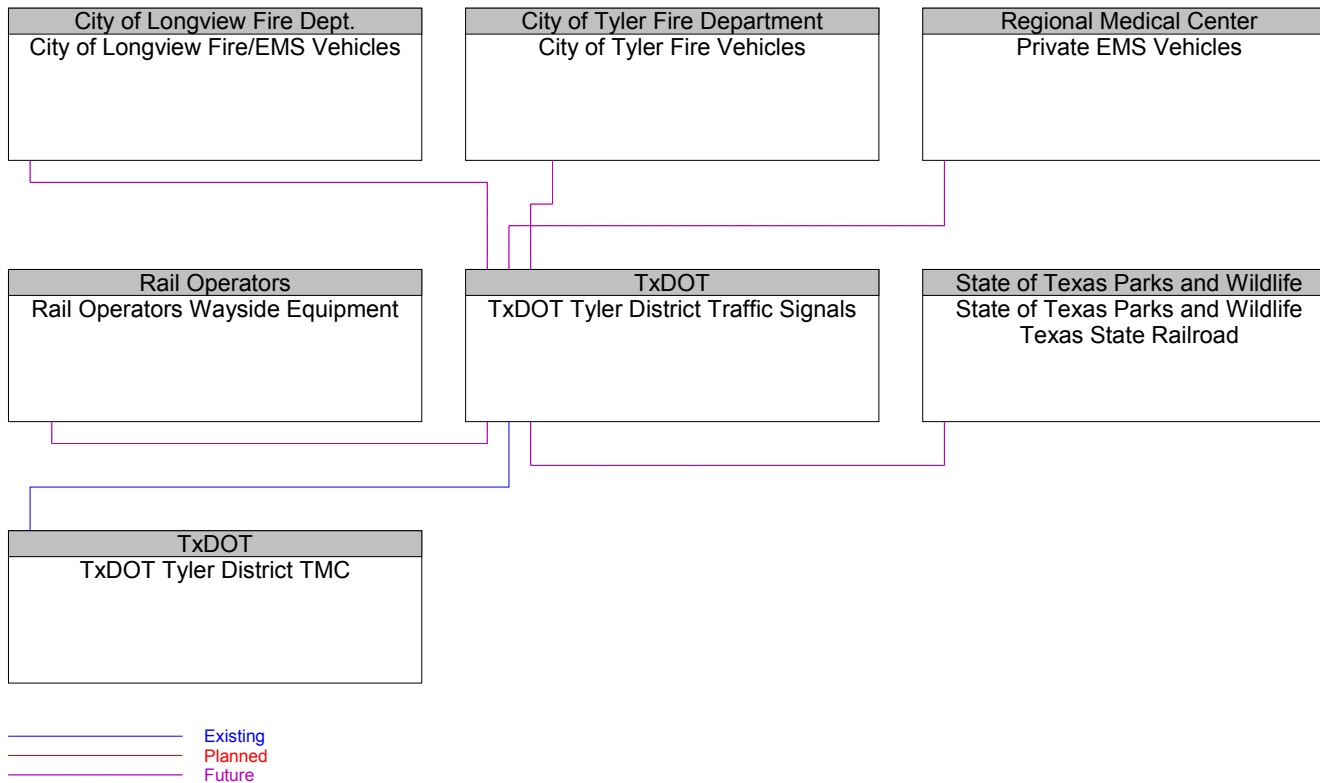 City of Longview Fire Dept.
City of Longview Fire/EMS Vehicles
City of Tyler Fire Department
City of Tyler Fire Vehicles
Regional Medical Center
Private EMS Vehicles
Rail Operators
Rail Operators Wayside Equipment
TxDOT
TxDOT Tyler District Traffic Signals
State of Texas Parks and Wildlife
State of Texas Parks and Wildlife
Texas State Railroad
TxDOT
TxDOT Tyler District TMC
Existing
Planned
Future